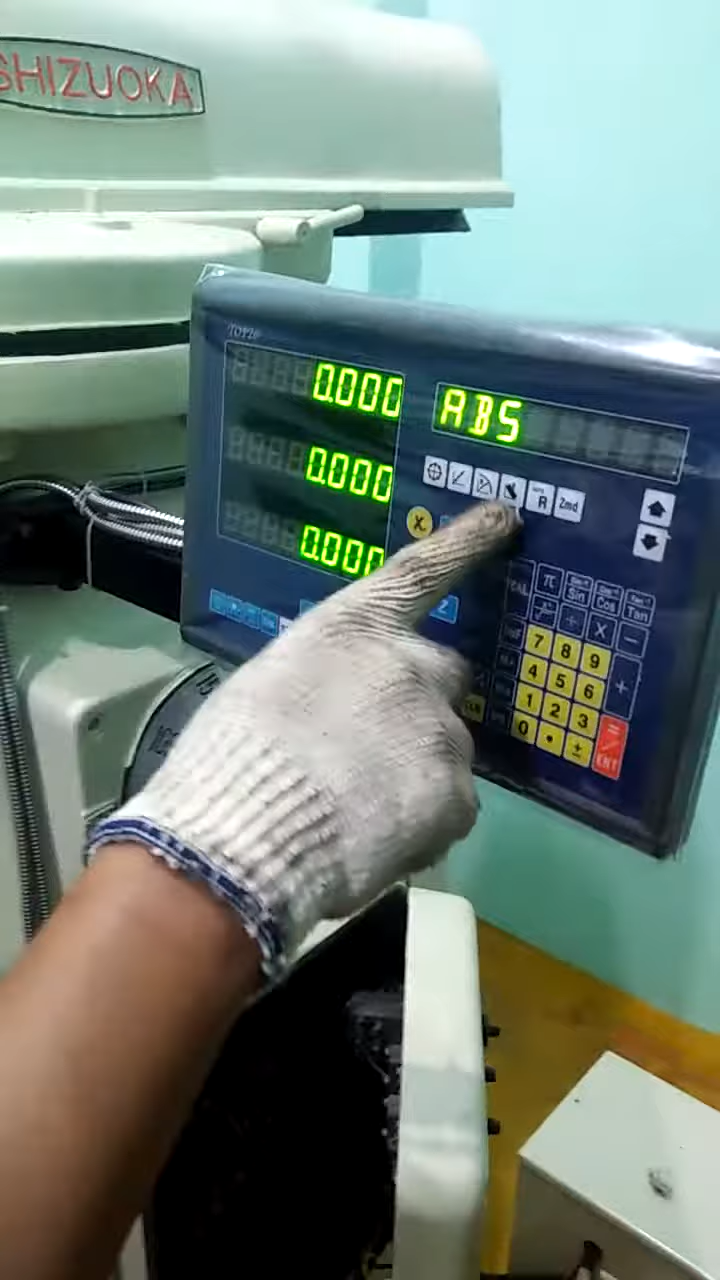 SHIZUOKA
0.000
ABS
0.000
0.000
R
2nd
X
Z
π
Sin
Cos
Tan
+
X
−
7
8
9
4
5
6
+
1
2
3
0
.
±
=
ENT